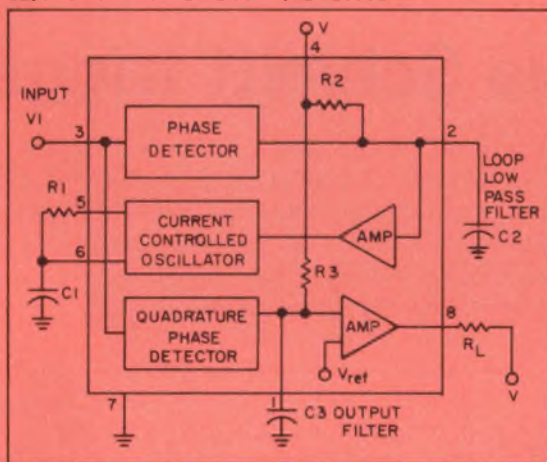 V
4
INPUT
V1
3
PHASE
DETECTOR
R2
2
LOOP
LOW
PASS
FILTER
C2
R1
5
6
CURRENT
CONTROLLED
OSCILLATOR
AMP
C1
R3
QUADRATURE
PHASE
DETECTOR
AMP
8
RL
Vref
V
7
1
C3 OUTPUT
FILTER